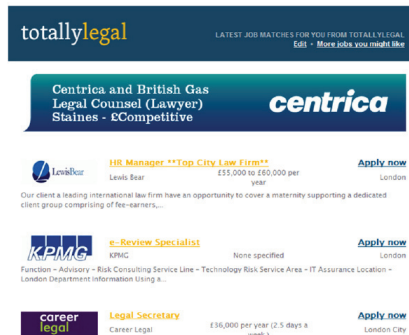 totallylegal
LATEST JOB MATCHES FOR YOU FROM TOTALLYLEGAL
Edit • More jobs you might like
Centrica and British Gas
Legal Counsel (Lawyer)
Staines - £Competitive
centrica
LewisBear
HR Manager **Top City Law Firm**
Apply now
Lewis Bear
£55,000 to £60,000 per
year
London
Our client a leading international law firm have an opportunity to cover a maternity supporting a dedicated
client group comprising of fee-earners,...
KPMG
e-Review Specialist
Apply now
KPMG
None specified
London
Function - Advisory - Risk Consulting Service Line - Technology Risk Service Area - IT Assurance Location -
London Department Information Using a...
career
legal
Legal Secretary
Apply now
Career Legal
£36,000 per year (2.5 days a
week)
London City